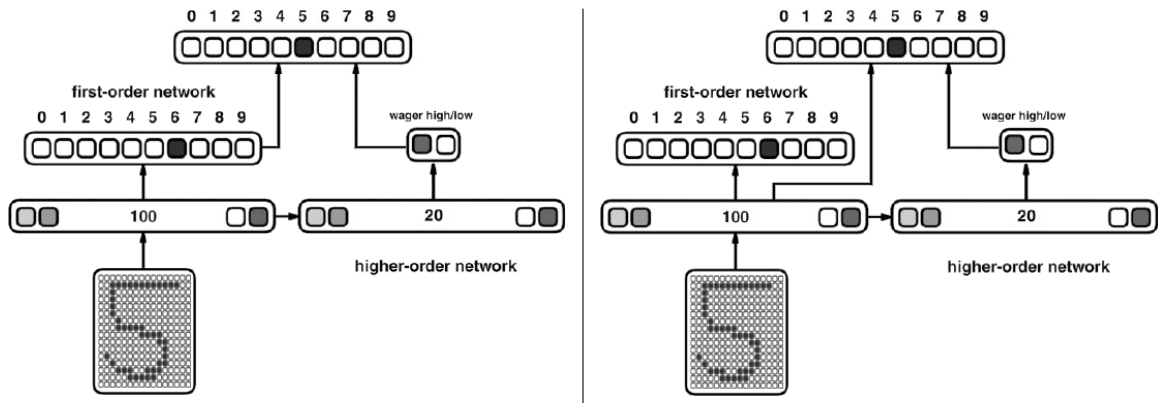 0 1 2 3 4 5 6 7 8 9
first-order network
0 1 2 3 4 5 6 7 8 9
wager high/low
100
20
higher-order network
0 1 2 3 4 5 6 7 8 9
first-order network
0 1 2 3 4 5 6 7 8 9
wager high/low
100
20
higher-order network